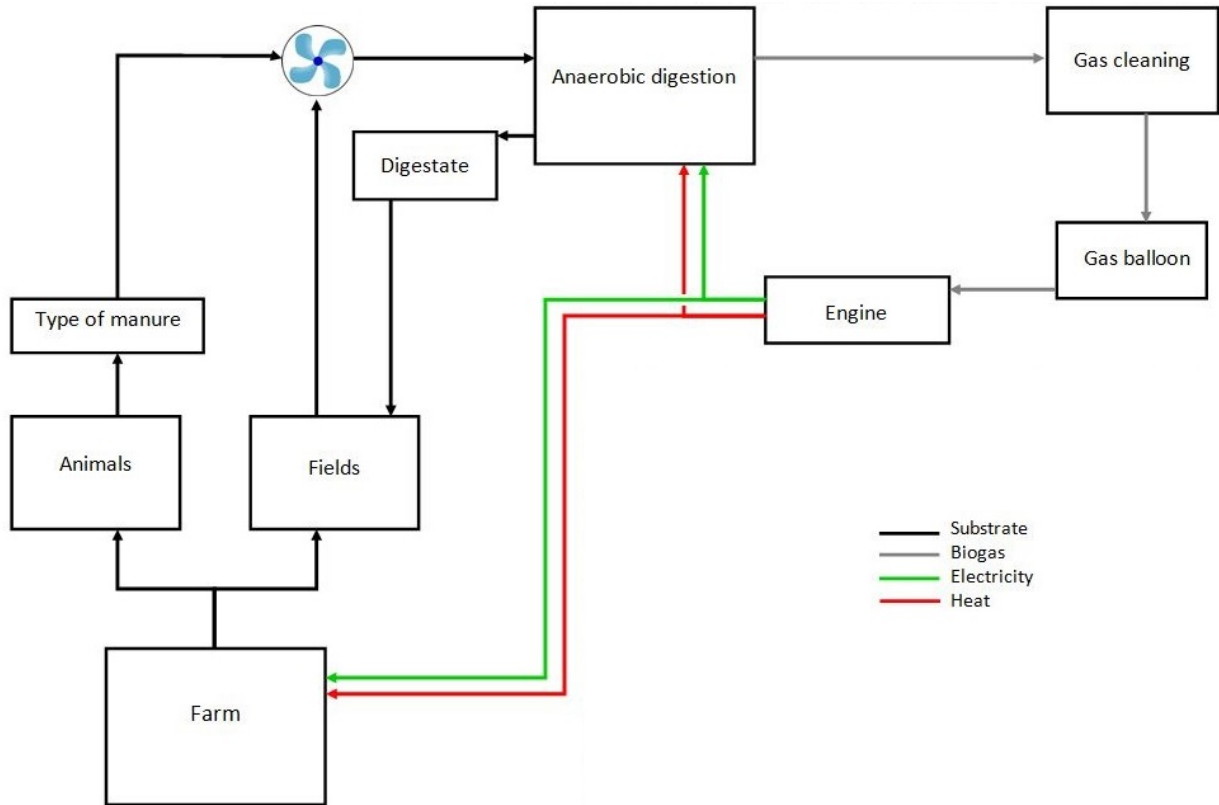 Anaerobic digestion
Gas cleaning
Digestate
Gas balloon
Type of manure
Engine
Animals
Fields
Substrate
Biogas
Electricity
Heat
Farm